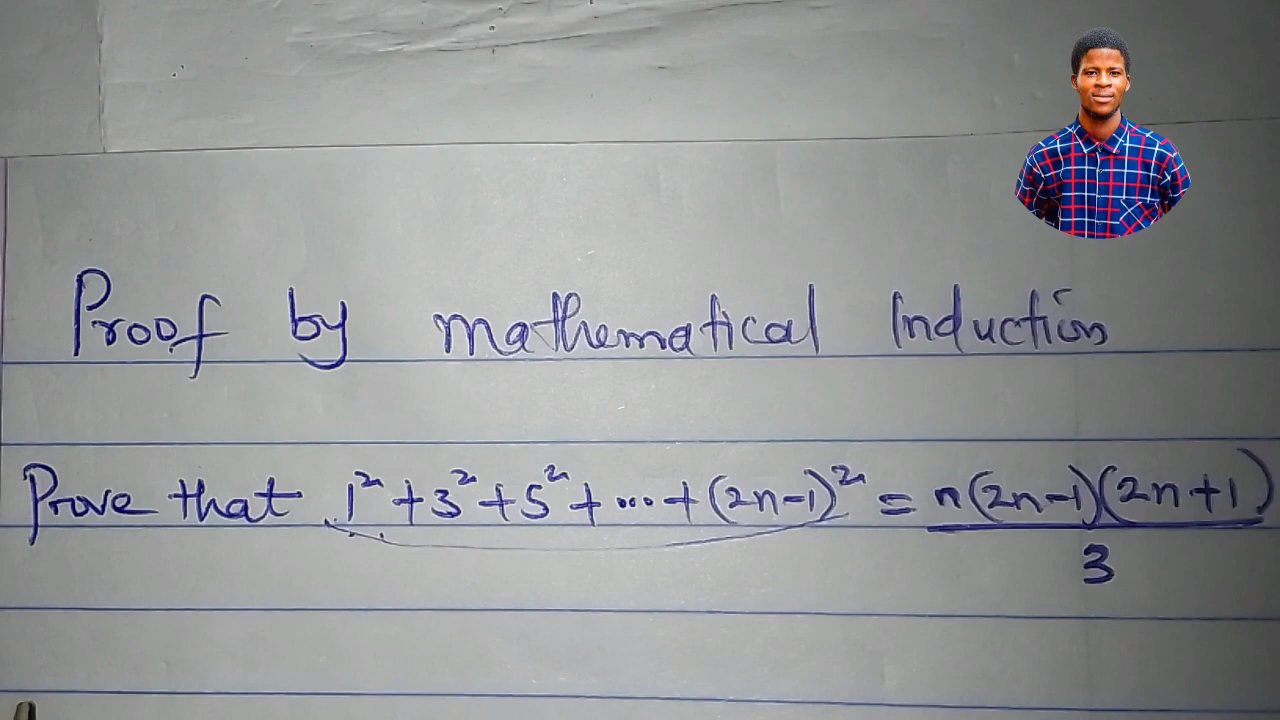 Proof by mathematical Induction
Prove that 1² + 3² + 5² + ... + (2n-1)² = n(2n-1)(2n+1)
3